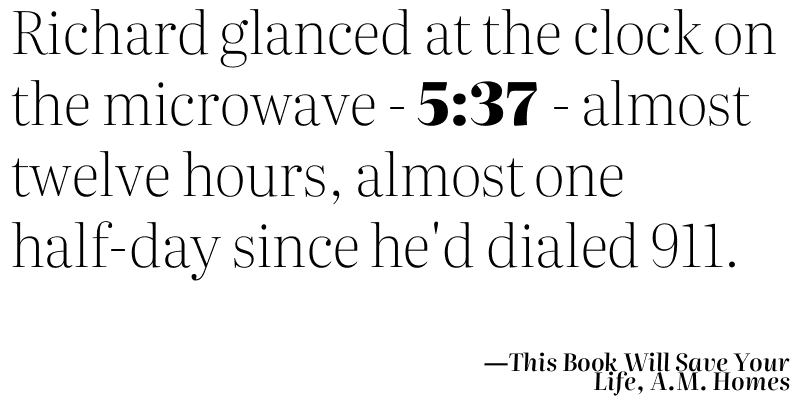 Richard glanced at the clock on
the microwave - 5:37 - almost
twelve hours, almost one
half-day since he'd dialed 911.
—This Book Will Save Your
Life, A.M. Homes